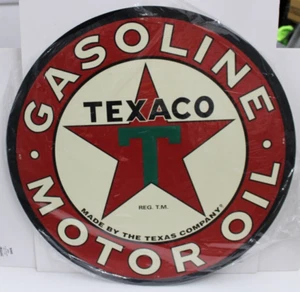 · GASOLINE ·
TEXACO
T
REG. T.M.
MADE BY THE TEXAS COMPANY
MOTOR OIL